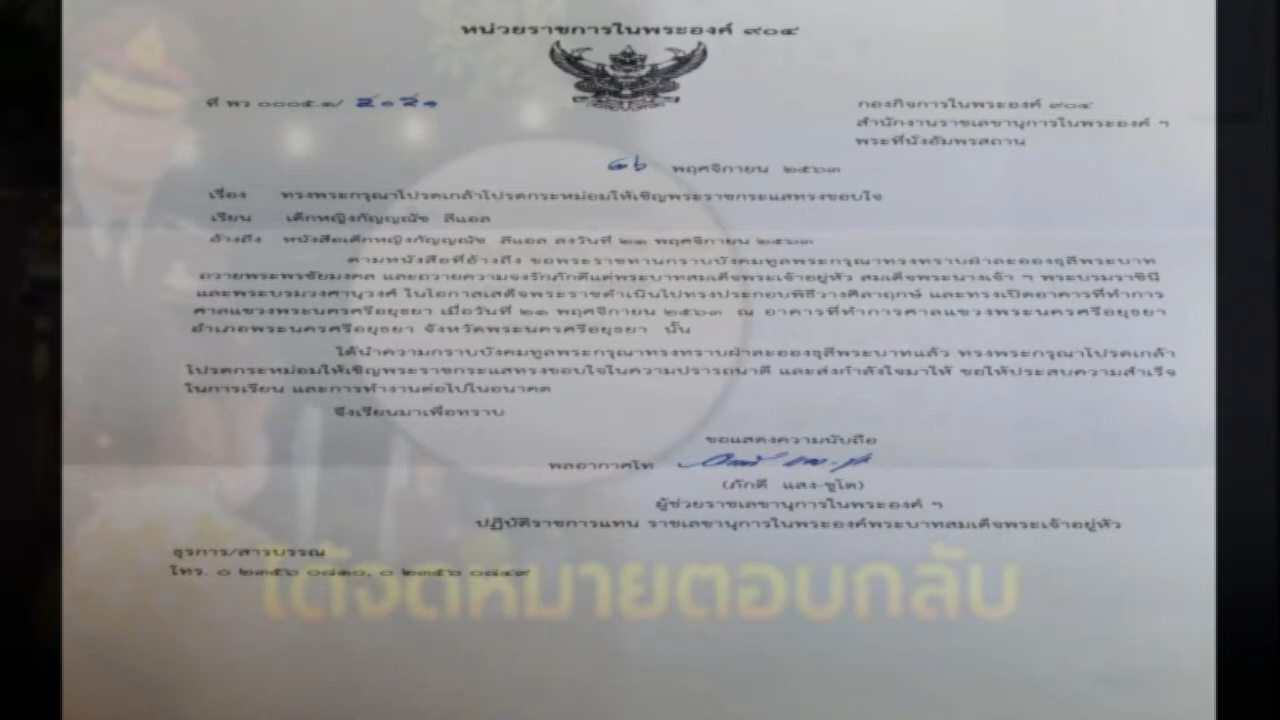 หน่วยราชการในพระองค์ ๙๐๔
ที่ พว ๐๐๐๕.๑/
กองกิจการในพระองค์ ๙๐๔
สำนักงานราชเลขานุการในพระองค์ ฯ
พระที่นั่งอัมพรสถาน
๒๖ พฤศจิกายน ๒๕๖๓
เรื่อง ทรงพระกรุณาโปรดเกล้าโปรดกระหม่อมให้เชิญพระราชกระแสทรงขอบใจ
เรียน เด็กหญิงกัญญณัช ลีแอล
อ้างถึง หนังสือเด็กหญิงกัญญณัช ลีแอล ลงวันที่ ๒๑ พฤศจิกายน ๒๕๖๓
ตามหนังสือที่อ้างถึง ขอพระราชทานกราบบังคมทูลพระกรุณาทรงทราบฝ่าละอองธุลีพระบาท
ถวายพระพรชัยมงคล และถวายความจงรักภักดีแด่พระบาทสมเด็จพระเจ้าอยู่หัว สมเด็จพระนางเจ้า ฯ พระบรมราชินี
และพระบรมวงศานุวงศ์ ในโอกาสเสด็จพระราชดำเนินไปทรงประกอบพิธีวางศิลาฤกษ์ และทรงเปิดอาคารที่ทำการ
ศาลแขวงพระนครศรีอยุธยา เมื่อวันที่ ๒๑ พฤศจิกายน ๒๕๖๓ ณ อาคารที่ทำการศาลแขวงพระนครศรีอยุธยา
อำเภอพระนครศรีอยุธยา จังหวัดพระนครศรีอยุธยา นั้น
ได้นำความกราบบังคมทูลพระกรุณาทรงทราบฝ่าละอองธุลีพระบาทแล้ว ทรงพระกรุณาโปรดเกล้า
โปรดกระหม่อมให้เชิญพระราชกระแสทรงขอบใจในความปรารถนาดี และส่งกำลังใจมาให้ ขอให้ประสบความสำเร็จ
ในการเรียน และการทำงานต่อไปในอนาคต
จึงเรียนมาเพื่อทราบ
ขอแสดงความนับถือ
พลอากาศโท
(ภักดี แสง-ชูโต)
ผู้ช่วยราชเลขานุการในพระองค์ ฯ
ปฏิบัติราชการแทน ราชเลขานุการในพระองค์พระบาทสมเด็จพระเจ้าอยู่หัว
ธุรการ/สารบรรณ
โทร. ๐ ๒๓๕๖ ๐๘๓๐, ๐ ๒๓๕๖ ๐๘๔๙
ได้จดหมายตอบกลับ